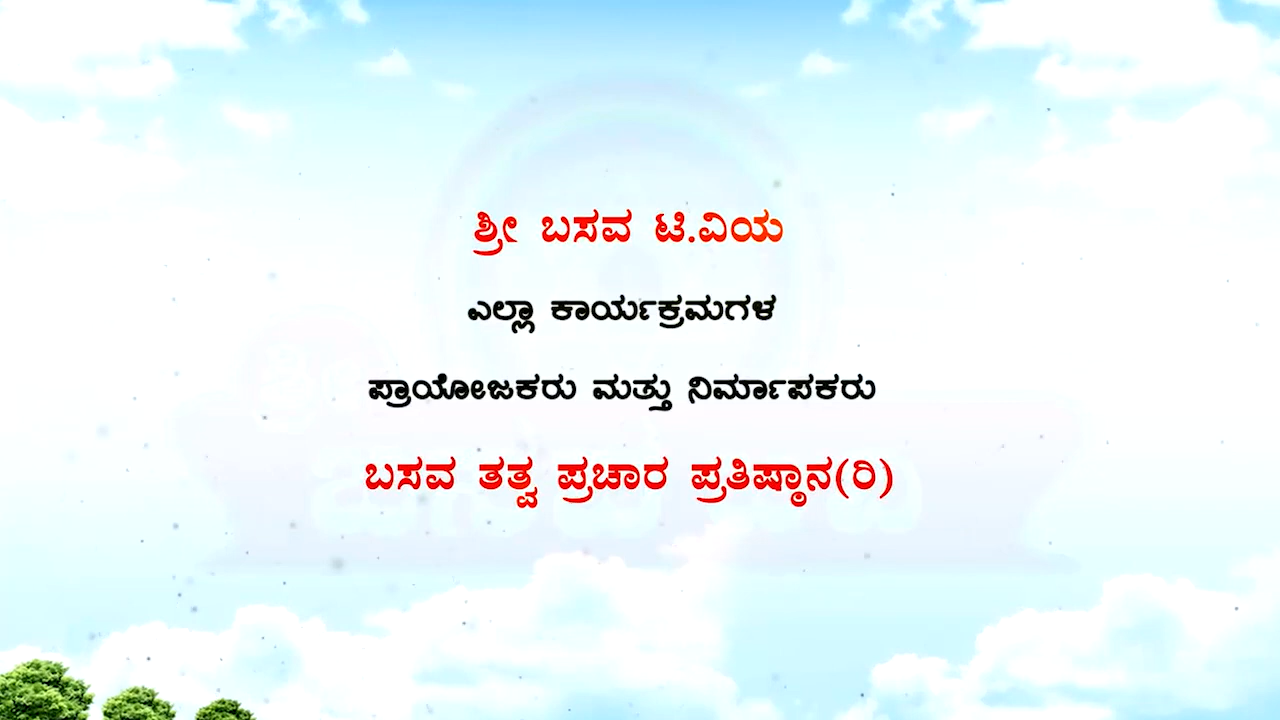 ಶ್ರೀ ಬಸವ ಟಿ.ವಿಯ
ಎಲ್ಲಾ ಕಾರ್ಯಕ್ರಮಗಳ
ಪ್ರಾಯೋಜಕರು ಮತ್ತು ನಿರ್ಮಾಪಕರು
ಬಸವ ತತ್ವ ಪ್ರಚಾರ ಪ್ರತಿಷ್ಠಾನ(ರಿ)